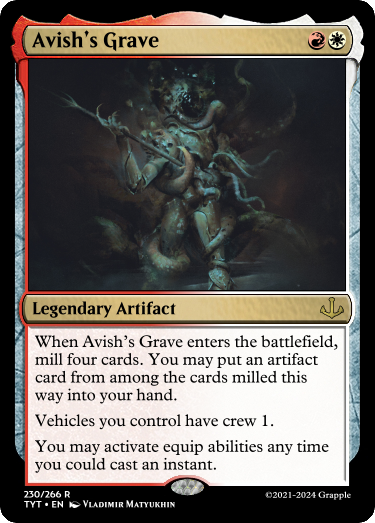 Avish's Grave
Legendary Artifact
When Avish's Grave enters the battlefield,
mill four cards. You may put an artifact
card from among the cards milled this
way into your hand.
Vehicles you control have crew 1.
You may activate equip abilities any time
you could cast an instant.
230/266 R
TYT • EN Vladimir Matyukhin
©2021-2024 Grapple